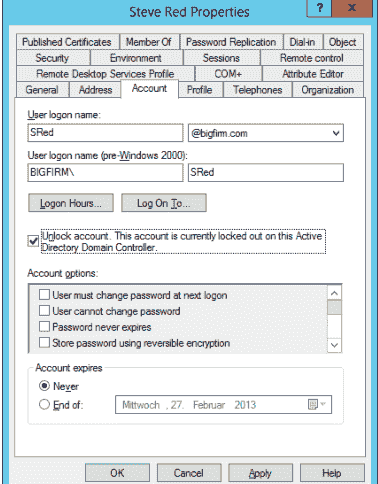 Steve Red Properties
? x
Published Certificates Member Of Password Replication Dial-in Object
Security Environment Sessions Remote control
Remote Desktop Services Profile COM+ Attribute Editor
General Address Account Profile Telephones Organization
User logon name:
SRed @bigfirm.com
User logon name (pre-Windows 2000):
BIGFIRM\ SRed
Logon Hours... Log On To...
Unlock account. This account is currently locked out on this Active
Directory Domain Controller.
Account options:
User must change password at next logon
User cannot change password
Password never expires
Store password using reversible encryption
Account expires
Never
End of: Mittwoch , 27. Februar 2013
OK Cancel Apply Help